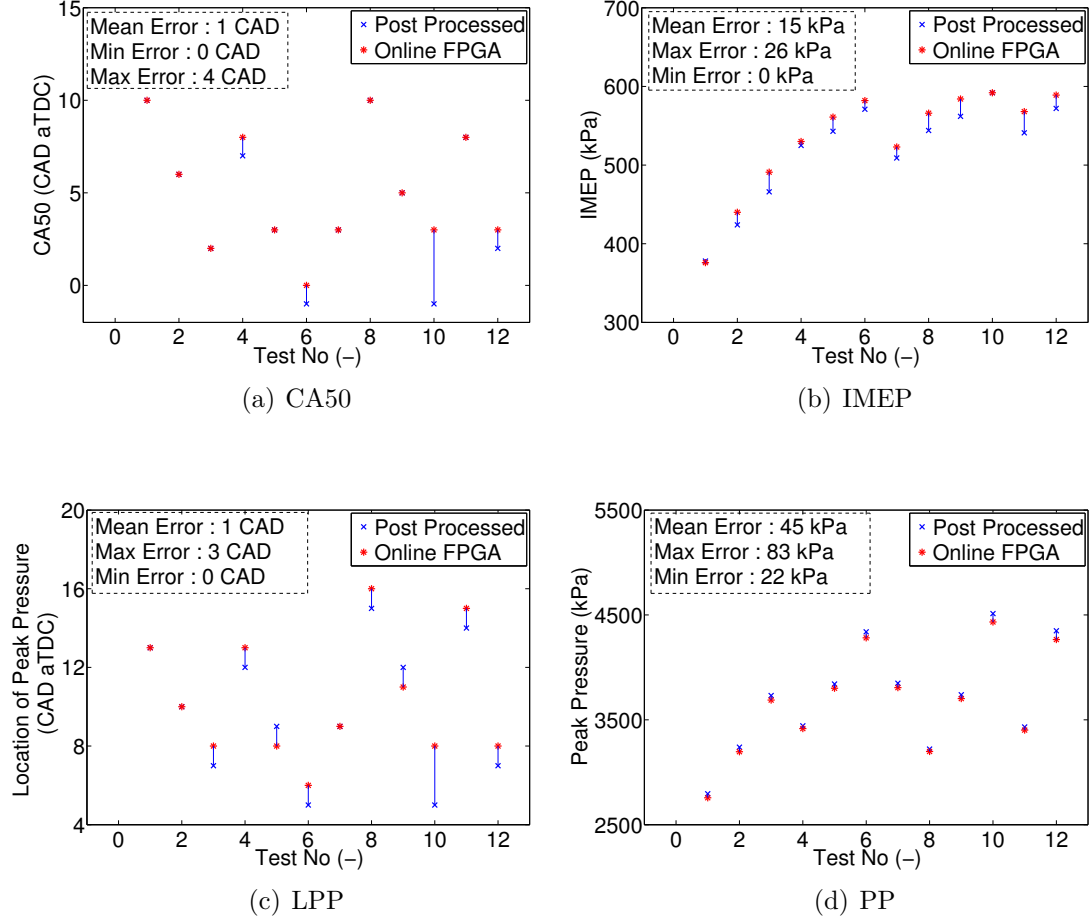 Mean Error : 1 CAD
Min Error : 0 CAD
Max Error : 4 CAD
Post Processed
Online FPGA
10
5
0
CA50 (CAD aTDC)
0 2 4 6 8 10 12
Test No (−)
(a) CA50
Mean Error : 15 kPa
Max Error : 26 kPa
Min Error : 0 kPa
Post Processed
Online FPGA
700
600
500
400
300
IMEP (kPa)
0 2 4 6 8 10 12
Test No (−)
(b) IMEP
Mean Error : 1 CAD
Max Error : 3 CAD
Min Error : 0 CAD
Post Processed
Online FPGA
20
16
12
8
4
Location of Peak Pressure
(CAD aTDC)
0 2 4 6 8 10 12
Test No (−)
(c) LPP
Mean Error : 45 kPa
Max Error : 83 kPa
Min Error : 22 kPa
Post Processed
Online FPGA
5500
4500
3500
2500
Peak Pressure (kPa)
0 2 4 6 8 10 12
Test No (−)
(d) PP